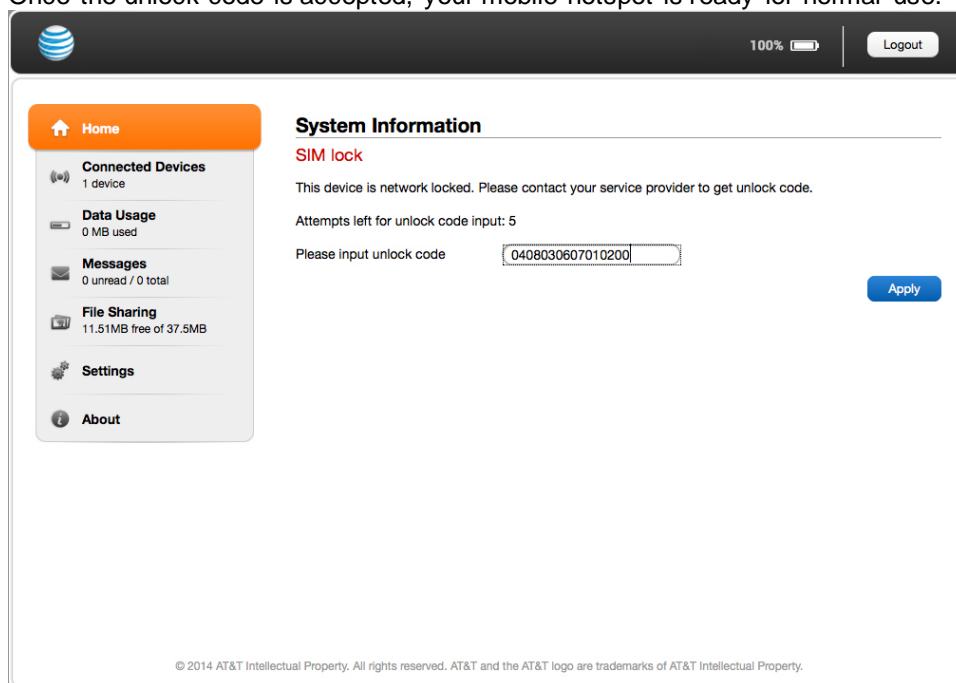 Once the unlock code is accepted, your mobile hotspot is ready for normal use.
100%
Logout
Home
Connected Devices
1 device
Data Usage
0 MB used
Messages
0 unread / 0 total
File Sharing
11.51MB free of 37.5MB
Settings
About
System Information
SIM lock
This device is network locked. Please contact your service provider to get unlock code.
Attempts left for unlock code input: 5
Please input unlock code 0408030607010200
Apply
© 2014 AT&T Intellectual Property. All rights reserved. AT&T and the AT&T logo are trademarks of AT&T Intellectual Property.